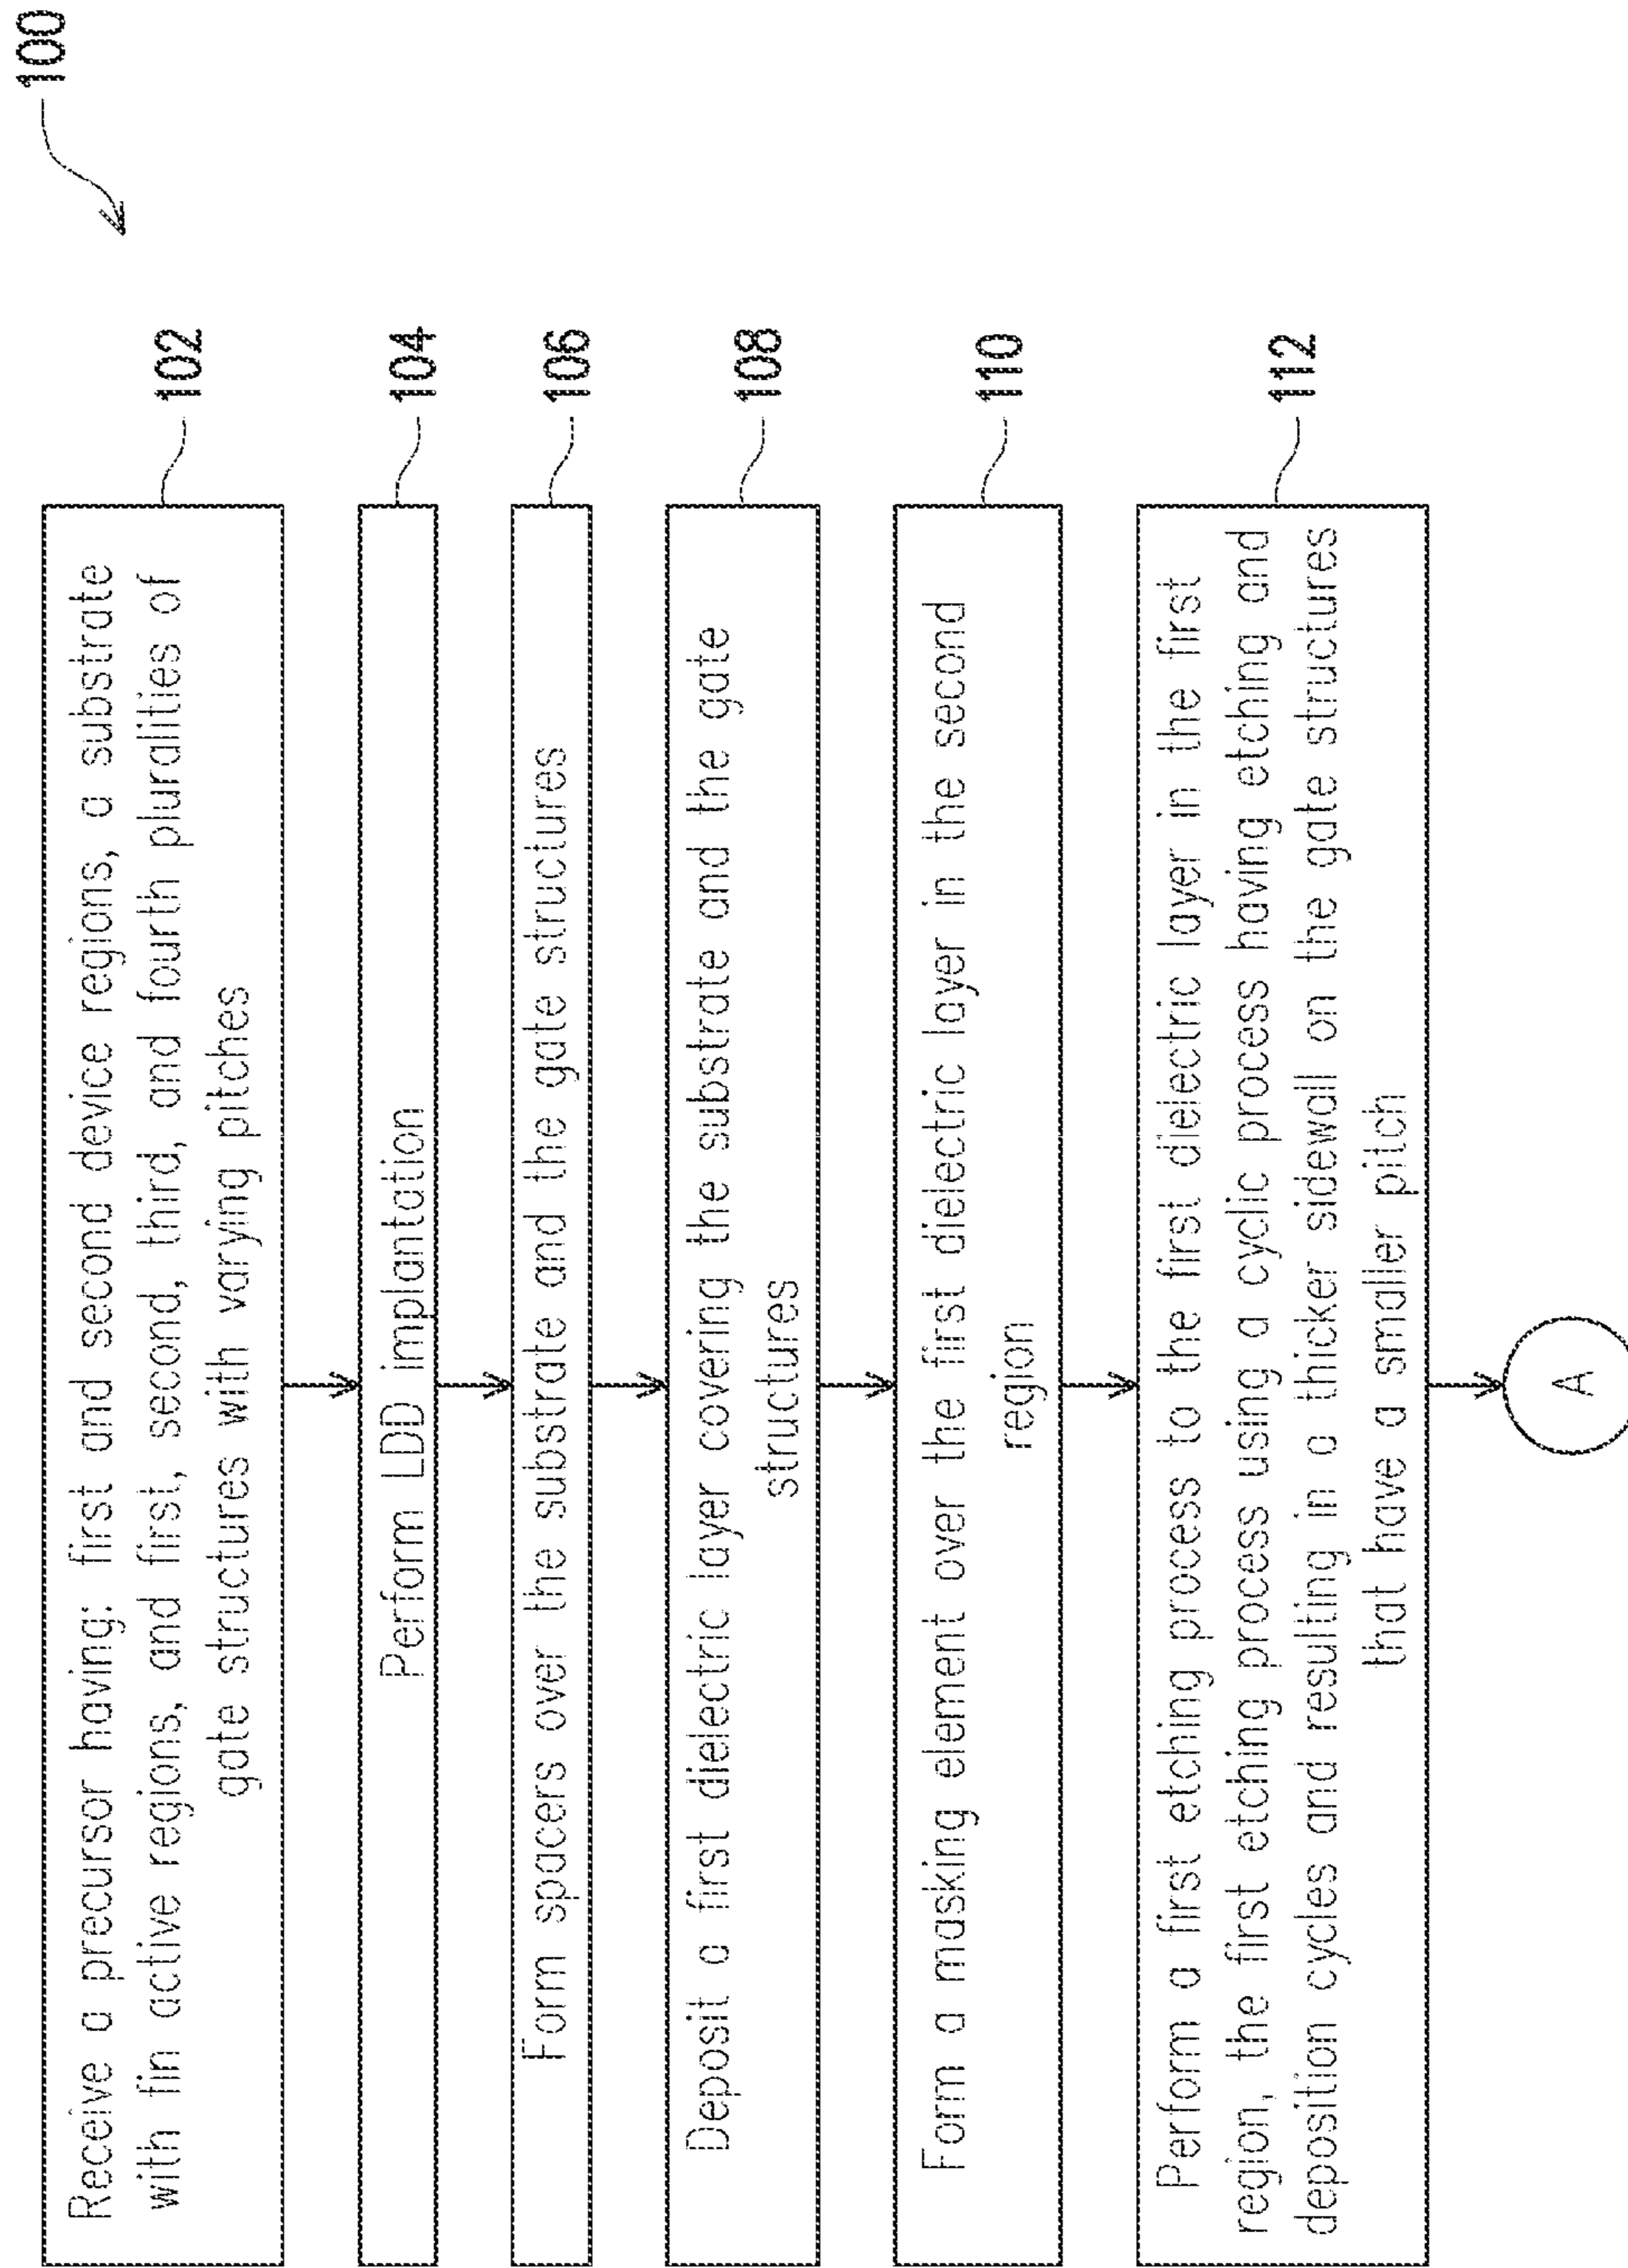 100
Receive a precursor having: first and second device regions, a substrate
with fin active regions, and first, second, third, and fourth pluralities of
gate structures with varying pitches
102
Perform LDD implantation
104
Form spacers over the substrate and the gate structures
106
Deposit a first dielectric layer covering the substrate and the gate
structures
108
Form a masking element over the first dielectric layer in the second
region
110
Perform a first etching process to the first dielectric layer in the first
region, the first etching process using a cyclic process having etching and
deposition cycles and resulting in a thicker sidewall on the gate structures
that have a smaller pitch
112
A